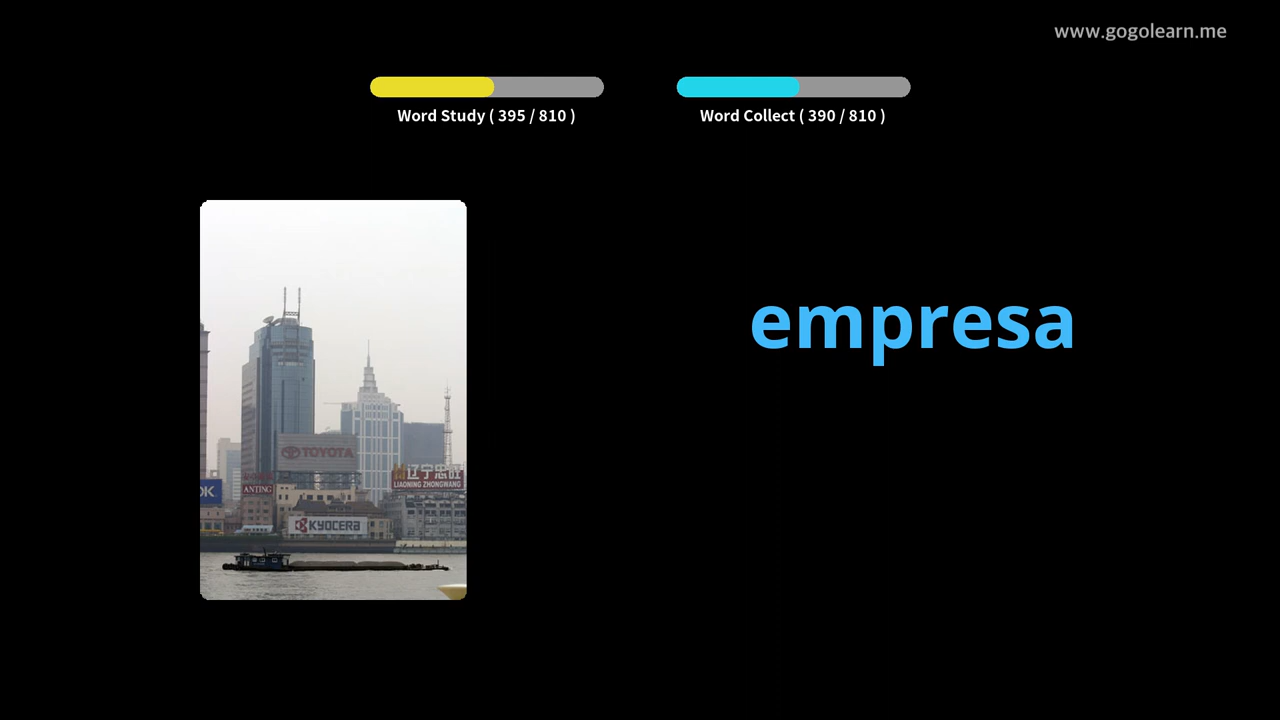 www.gogolearn.me
Word Study ( 395 / 810 )
Word Collect ( 390 / 810 )
empresa
TOYOTA
辽宁忠旺
LIAONING ZHONGWANG
OK
ANTING
KYOCERA